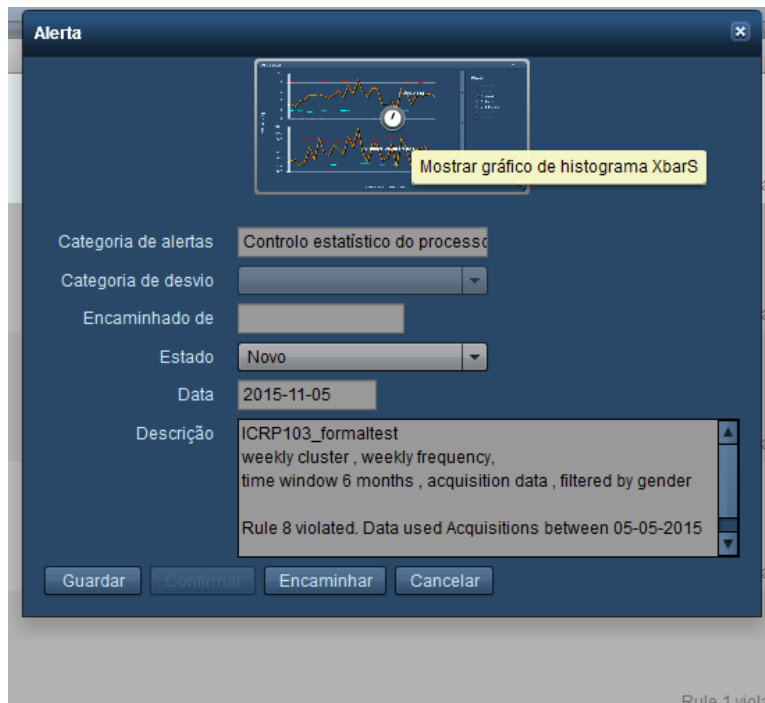 Alerta
Mostrar gráfico de histograma XbarS
Categoria de alertas
Controlo estatístico do processo
Categoria de desvio
Encaminhado de
Estado
Novo
Data
2015-11-05
Descrição
ICRP103_formaltest
weekly cluster , weekly frequency,
time window 6 months , acquisition data , filtered by gender
Rule 8 violated. Data used Acquisitions between 05-05-2015
Guardar
Confirmar
Encaminhar
Cancelar
Rule 1